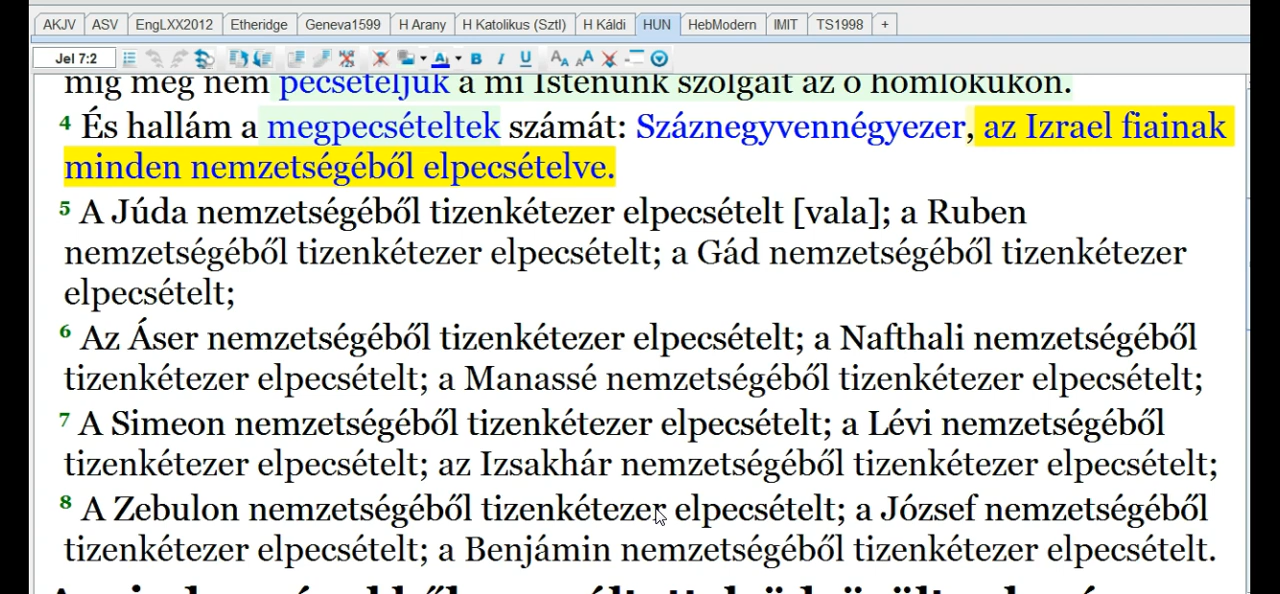 AKJV ASV EngLXX2012 Etheridge Geneva1599 H Arany H Katolikus (Sztl) H Káldi HUN HebModern IMIT TS1998 +
Jel 7:2
míg meg nem pecsételjük a mi Istenünk szolgáit az ő homlokukon.
4 És hallám a megpecsételtek számát: Száznegyvennégyezer, az Izrael fiainak
minden nemzetségéből elpecsételve.
5 A Júda nemzetségéből tizenkétezer elpecsételt [vala]; a Ruben
nemzetségéből tizenkétezer elpecsételt; a Gád nemzetségéből tizenkétezer
elpecsételt;
6 Az Áser nemzetségéből tizenkétezer elpecsételt; a Nafthali nemzetségéből
tizenkétezer elpecsételt; a Manassé nemzetségéből tizenkétezer elpecsételt;
7 A Simeon nemzetségéből tizenkétezer elpecsételt; a Lévi nemzetségéből
tizenkétezer elpecsételt; az Izsakhár nemzetségéből tizenkétezer elpecsételt;
8 A Zebulon nemzetségéből tizenkétezer elpecsételt; a József nemzetségéből
tizenkétezer elpecsételt; a Benjámin nemzetségéből tizenkétezer elpecsételt.